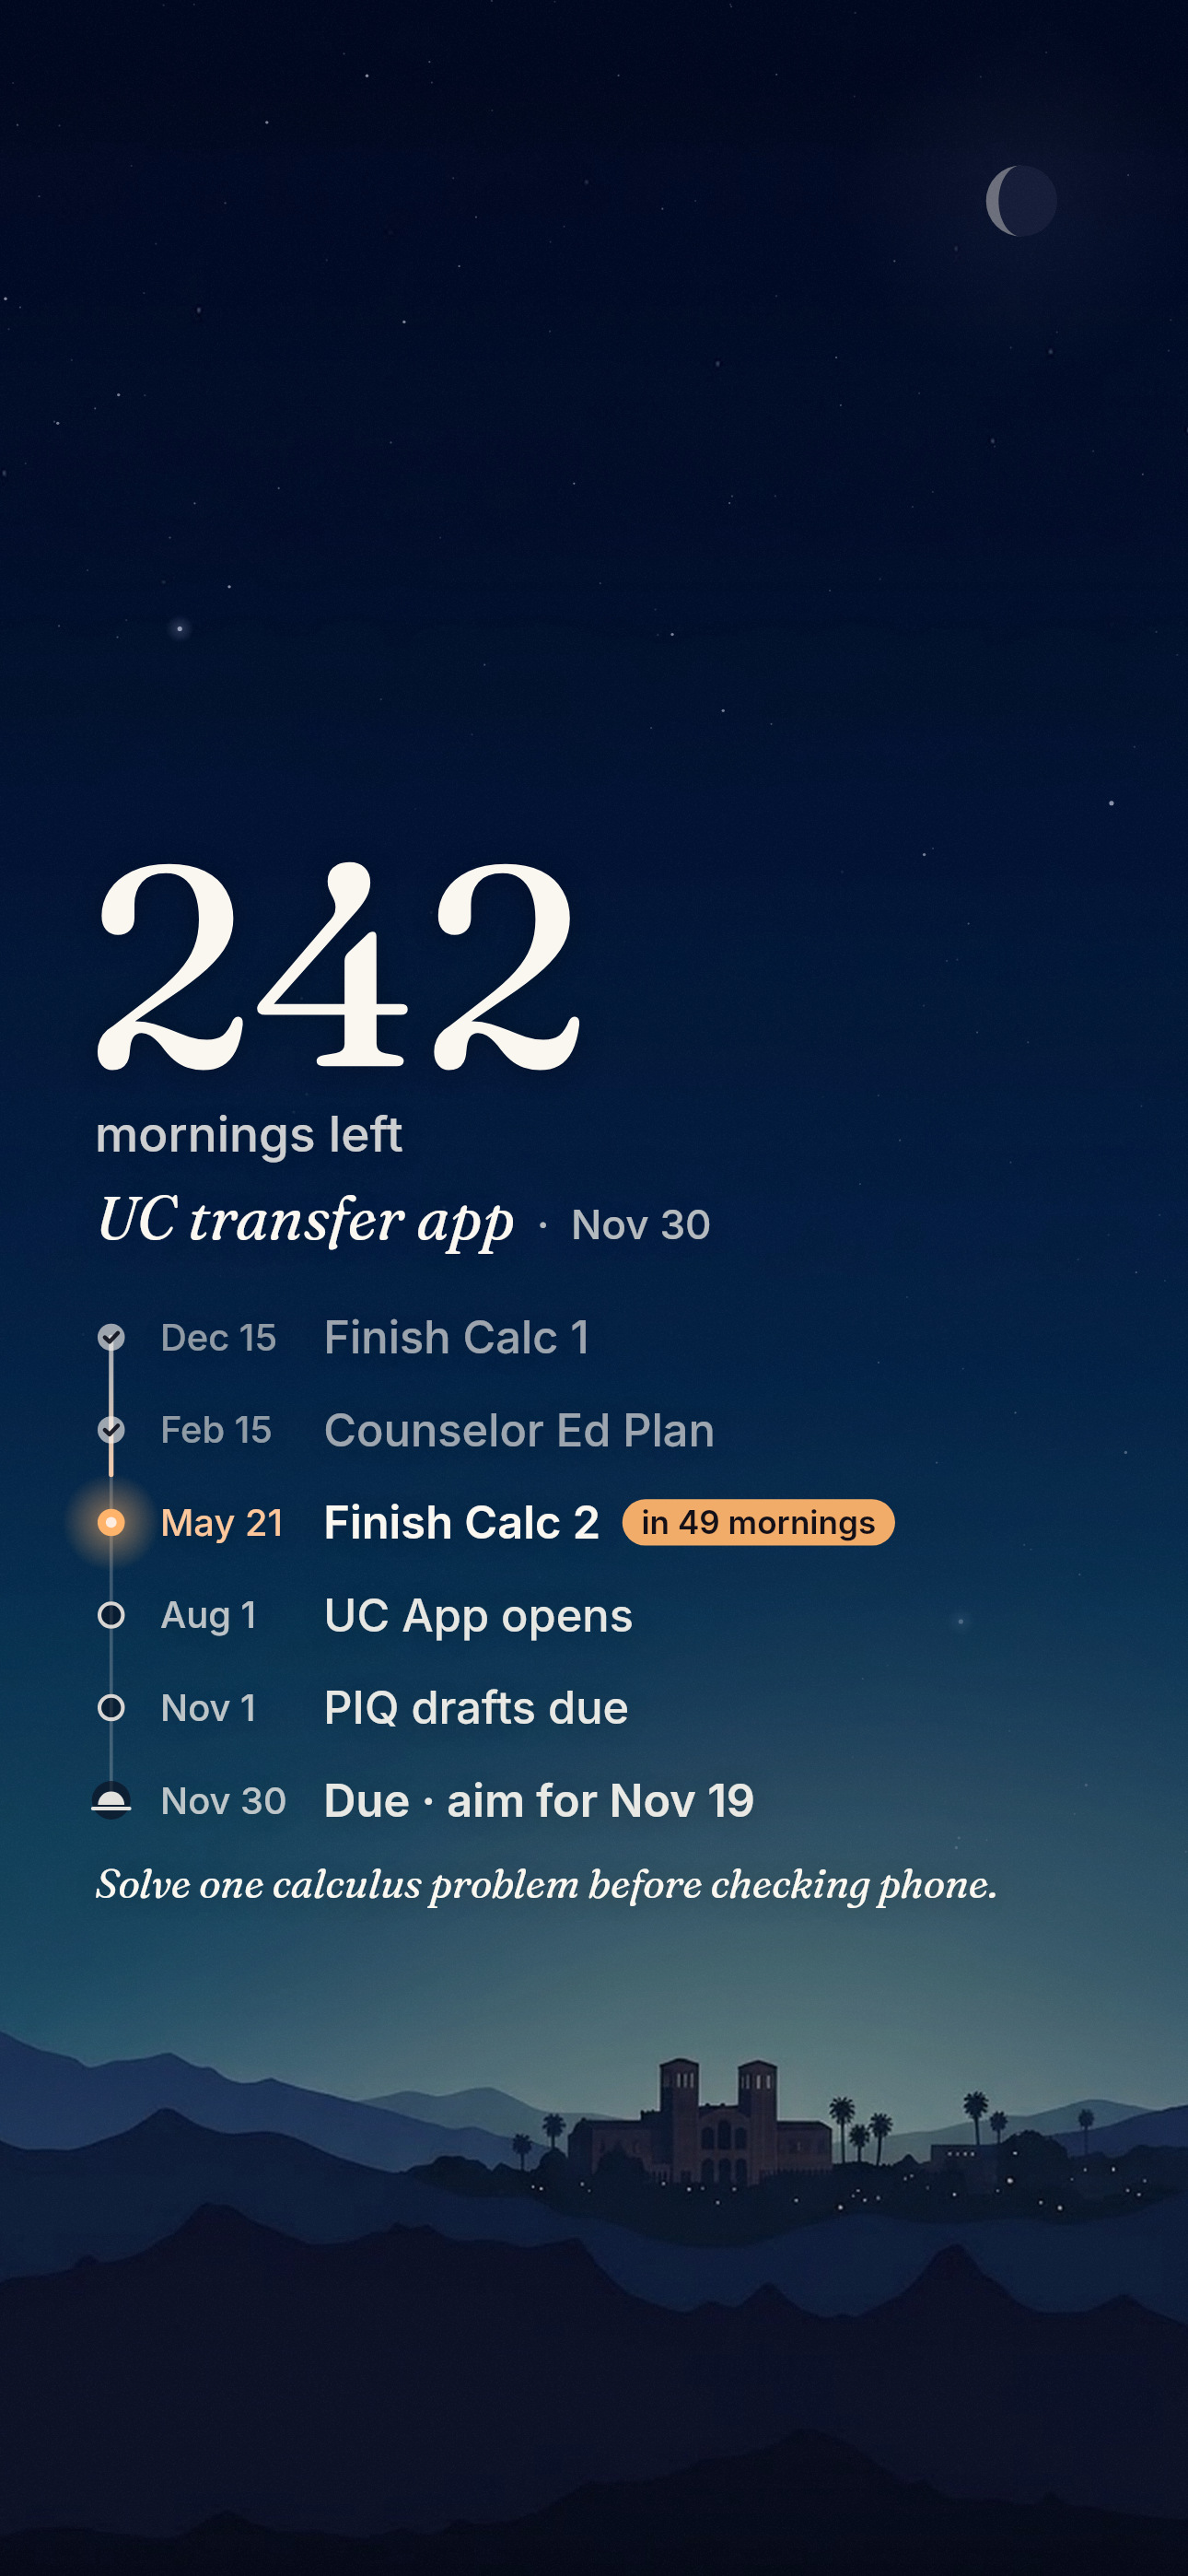 242
mornings left
UC transfer app · Nov 30
Dec 15 Finish Calc 1
Feb 15 Counselor Ed Plan
May 21 Finish Calc 2 in 49 mornings
Aug 1 UC App opens
Nov 1 PIQ drafts due
Nov 30 Due · aim for Nov 19
Solve one calculus problem before checking phone.